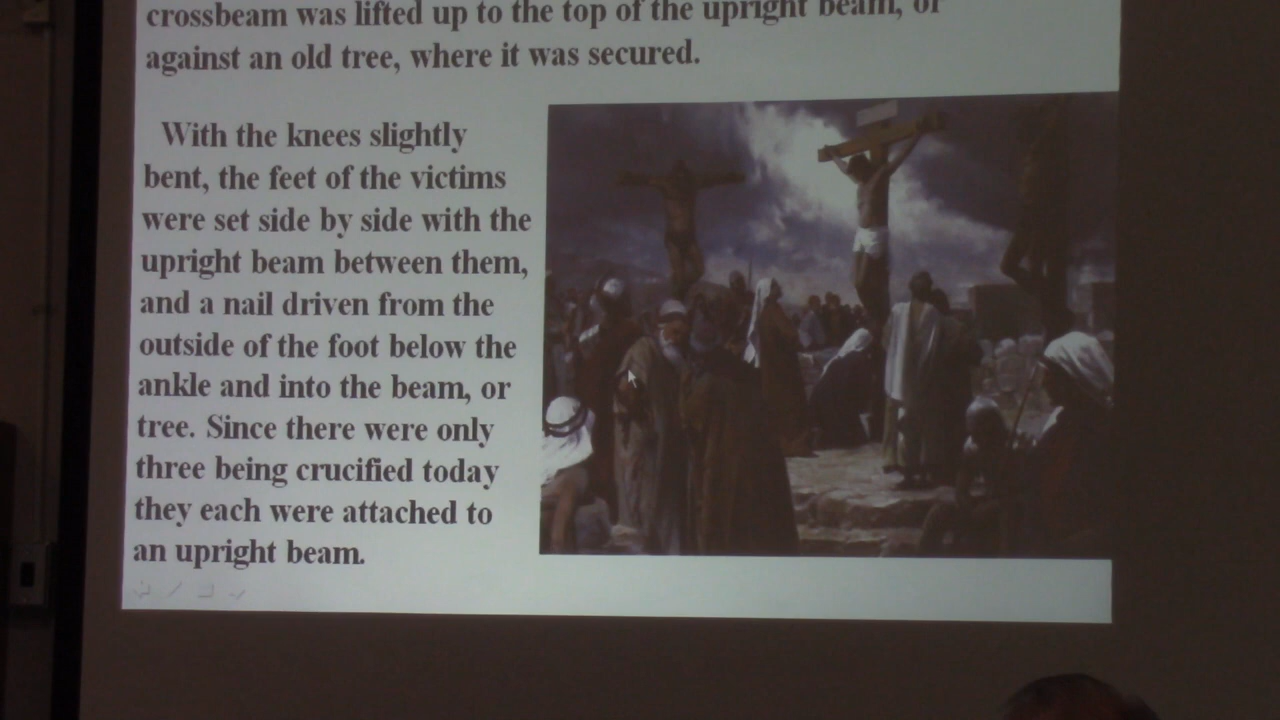 crossbeam was lifted up to the top of the upright beam, or
against an old tree, where it was secured.
With the knees slightly
bent, the feet of the victims
were set side by side with the
upright beam between them,
and a nail driven from the
outside of the foot below the
ankle and into the beam, or
tree. Since there were only
three being crucified today
they each were attached to
an upright beam.